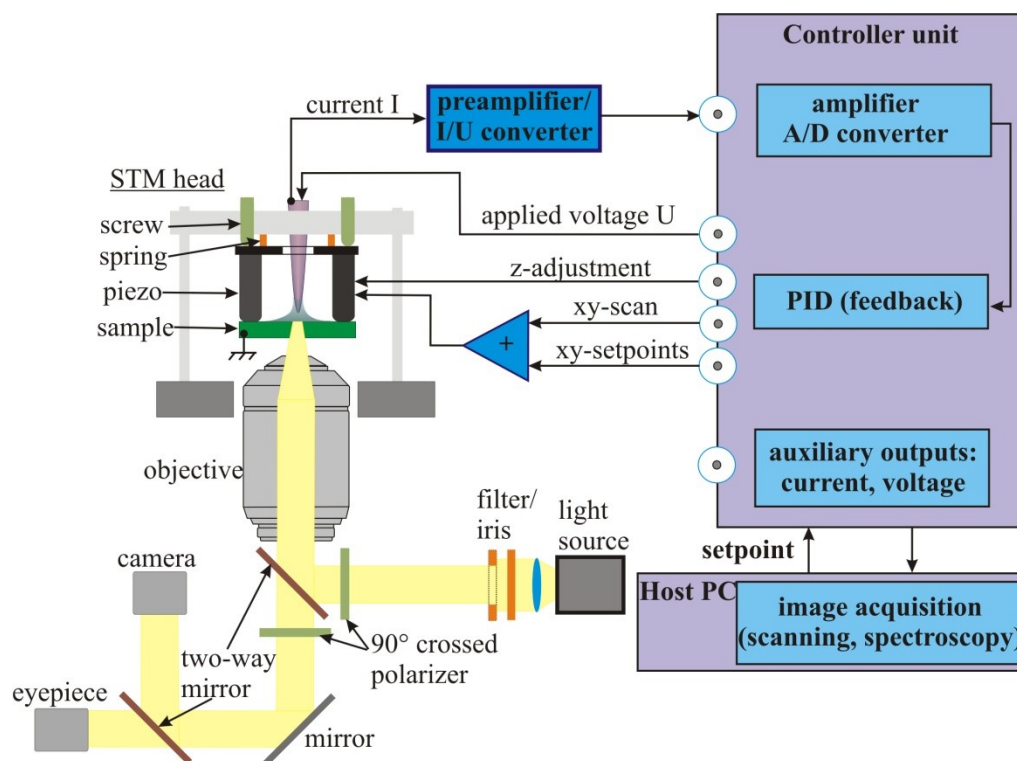 Controller unit
current I
preamplifier/
I/U converter
amplifier
A/D converter
STM head
screw
spring
piezo
sample
applied voltage U
z-adjustment
xy-scan
xy-setpoints
+
PID (feedback)
auxiliary outputs:
current, voltage
objective
filter/
iris
light
source
setpoint
camera
Host PC
image acquisition
(scanning, spectroscopy)
two-way
mirror
90° crossed
polarizer
eyepiece
mirror